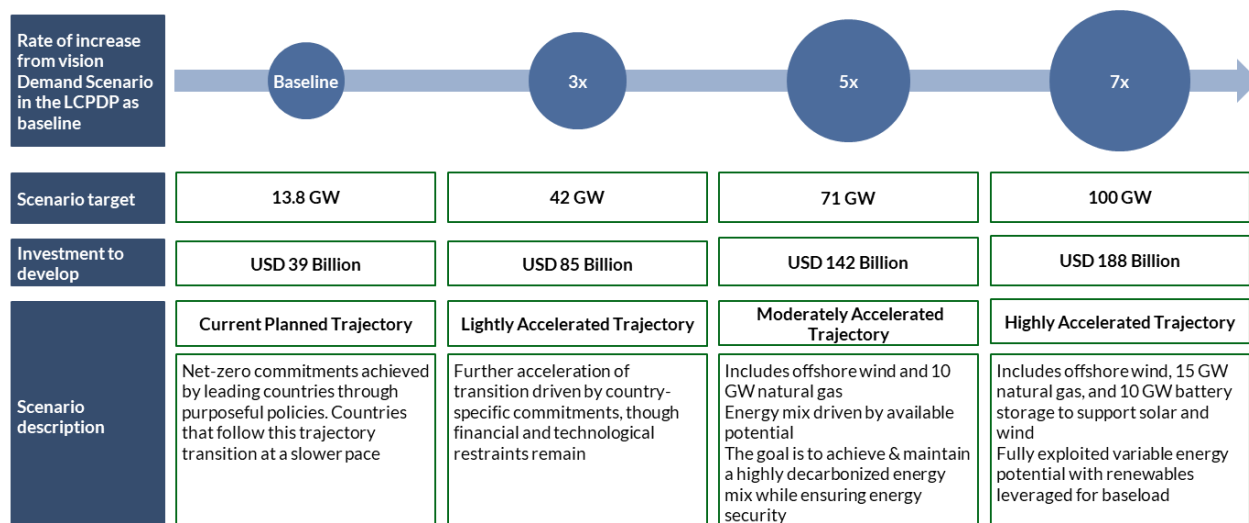 Rate of increase
from vision
Demand Scenario
in the LCPDP as
baseline
Baseline
3x
5x
7x
Scenario target
13.8 GW
42 GW
71 GW
100 GW
Investment to
develop
USD 39 Billion
USD 85 Billion
USD 142 Billion
USD 188 Billion
Scenario
description
Current Planned Trajectory
Lightly Accelerated Trajectory
Moderately Accelerated
Trajectory
Highly Accelerated Trajectory
Net-zero commitments achieved
by leading countries through
purposeful policies. Countries
that follow this trajectory
transition at a slower pace
Further acceleration of
transition driven by country-
specific commitments, though
financial and technological
restraints remain
Includes offshore wind and 10
GW natural gas
Energy mix driven by available
potential
The goal is to achieve & maintain
a highly decarbonized energy
mix while ensuring energy
security
Includes offshore wind, 15 GW
natural gas, and 10 GW battery
storage to support solar and
wind
Fully exploited variable energy
potential with renewables
leveraged for baseload